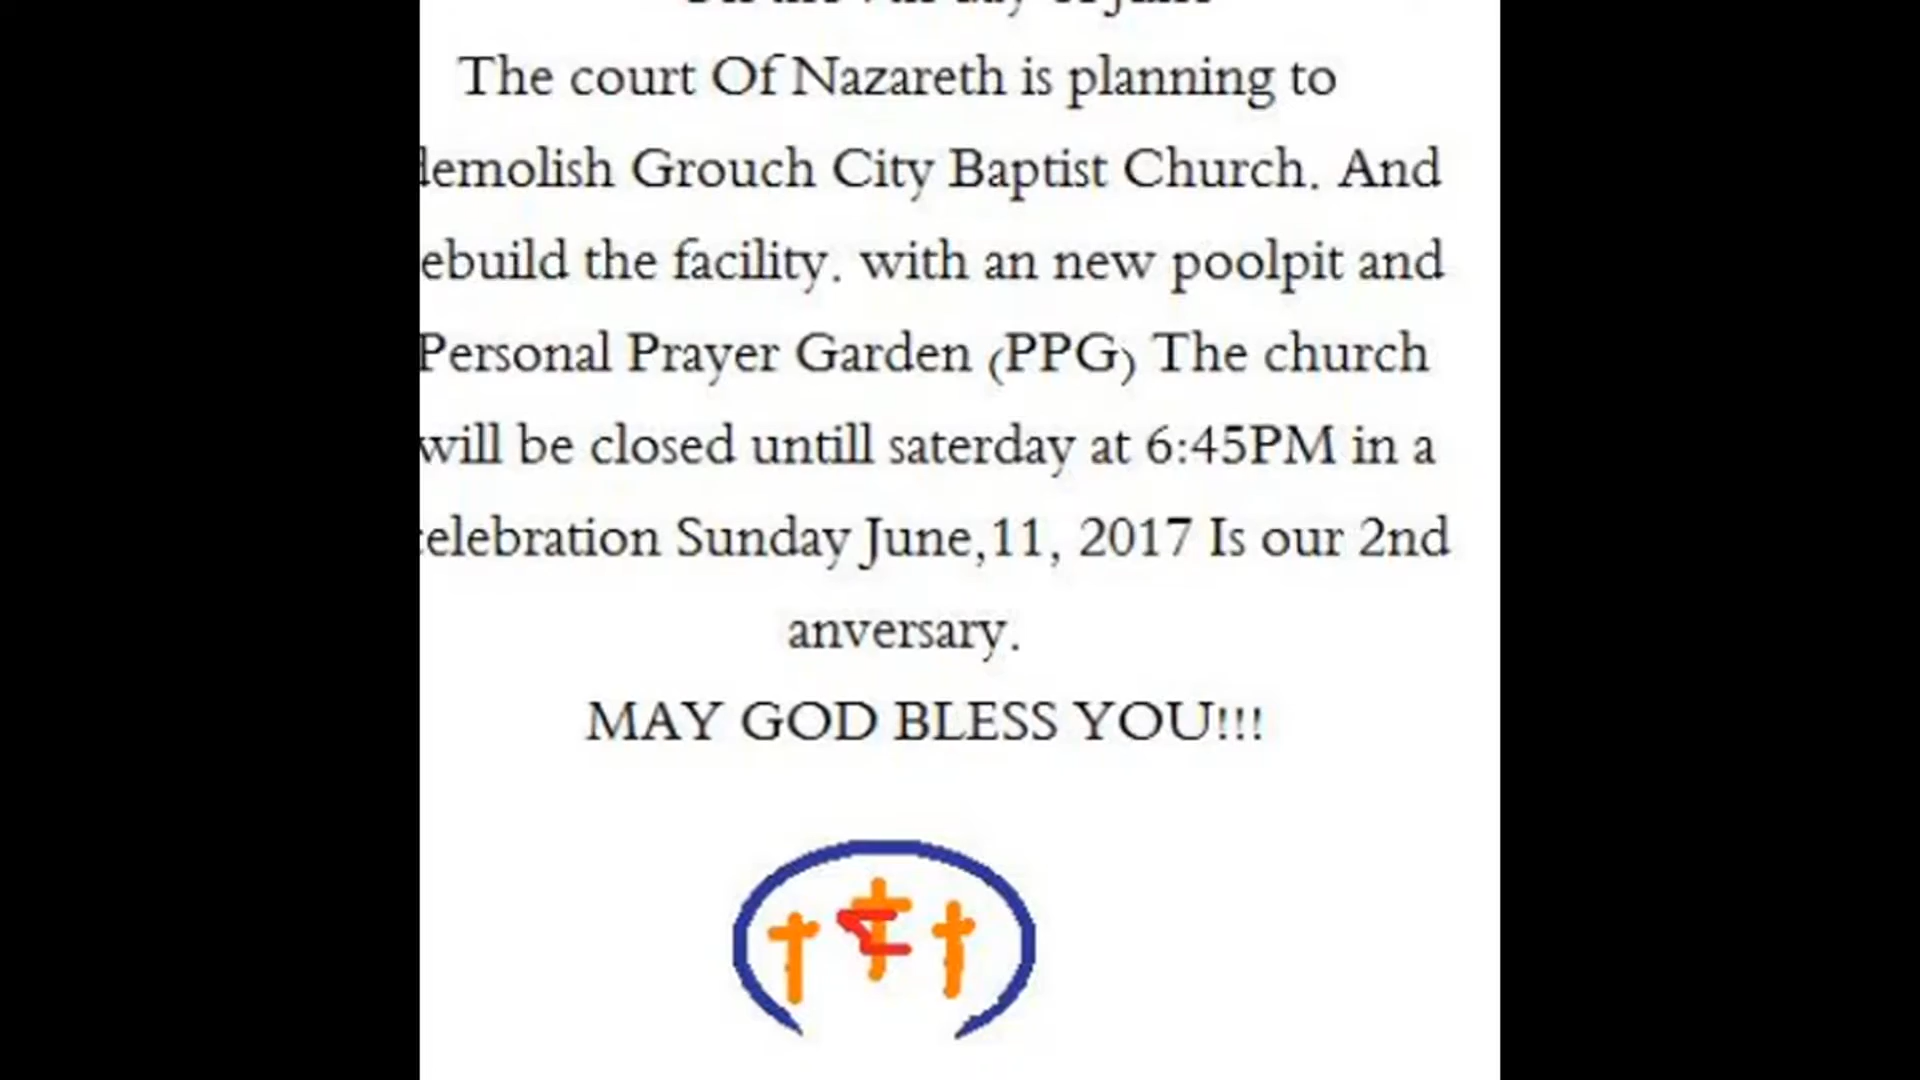 The court Of Nazareth is planning to
demolish Grouch City Baptist Church. And
ebuild the facility. with an new poolpit and
Personal Prayer Garden (PPG) The church
will be closed untill saterday at 6:45PM in a
celebration Sunday June,11, 2017 Is our 2nd
anversary.
MAY GOD BLESS YOU!!!